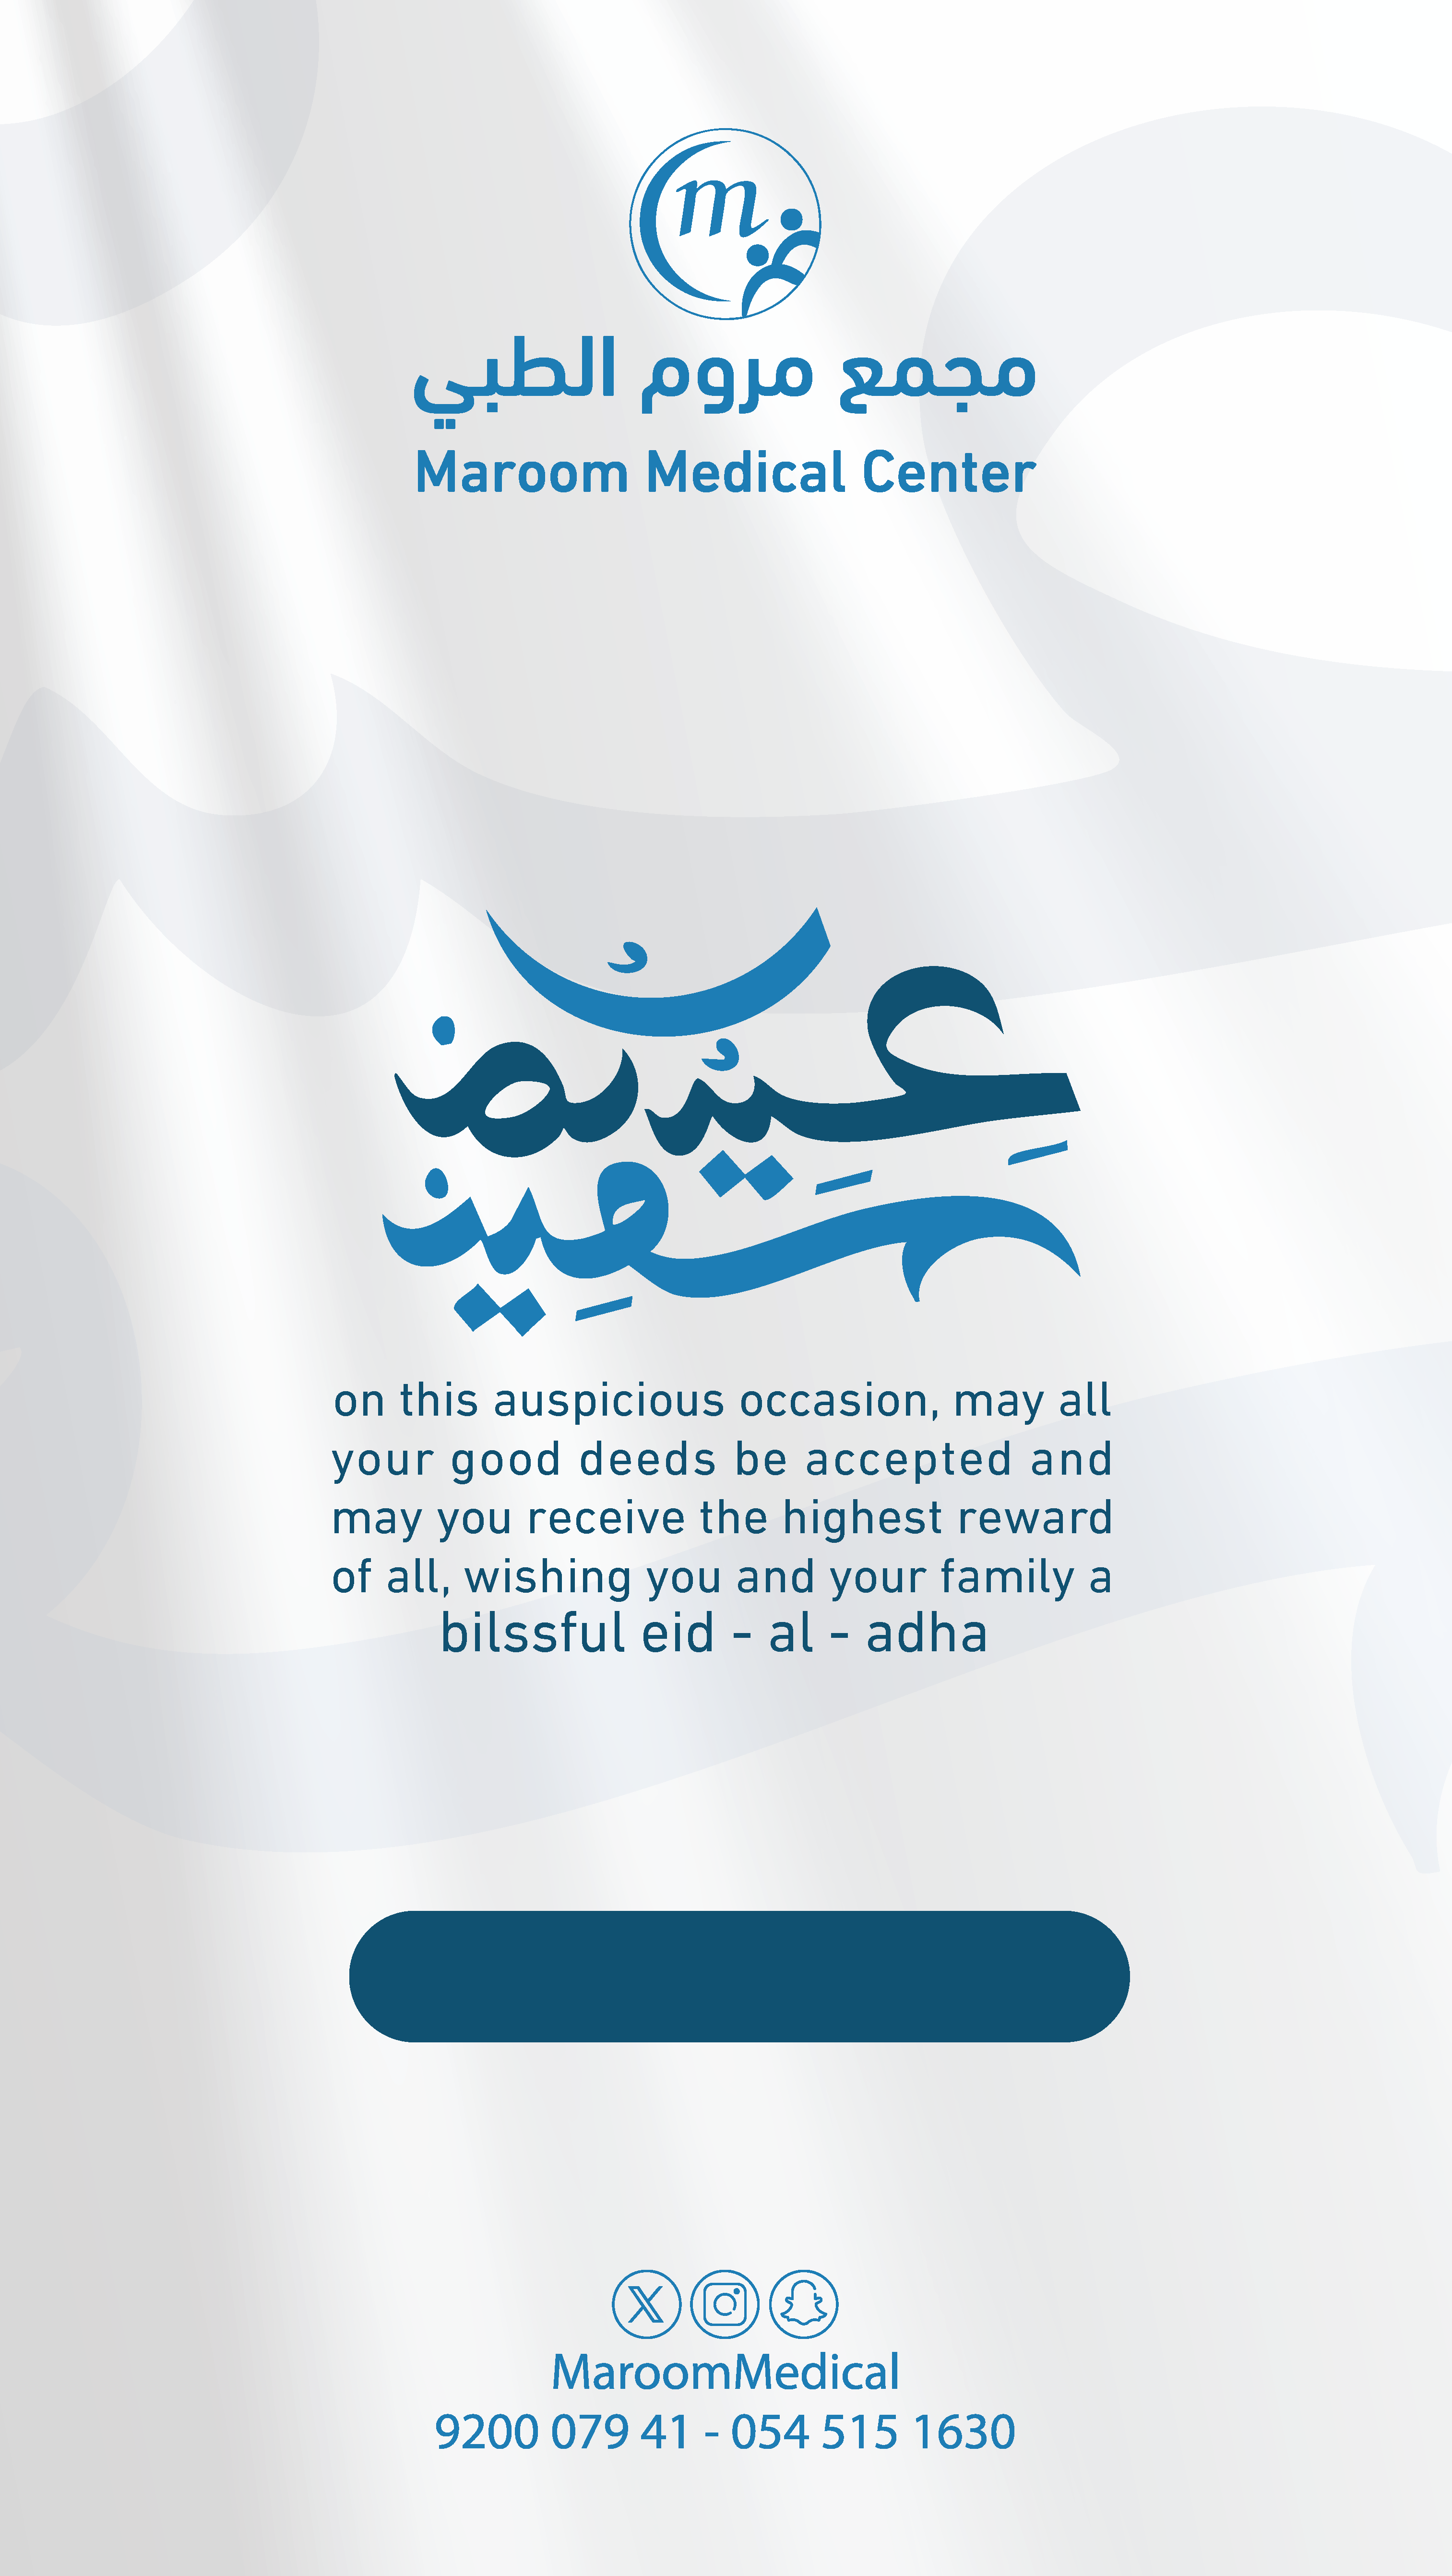 m
مجمع مروم الطبي
Maroom Medical Center
عِيدُكُم
سَعِيد
on this auspicious occasion, may all
your good deeds be accepted and
may you receive the highest reward
of all, wishing you and your family a
bilssful eid - al - adha
MaroomMedical
9200 079 41 - 054 515 1630